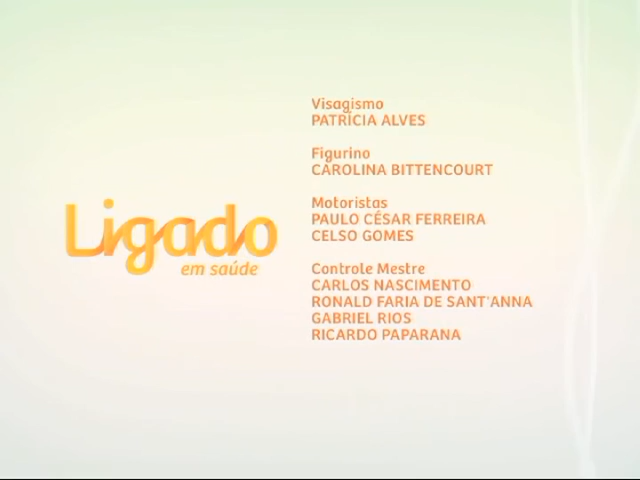 Ligado
em saúde
Visagismo
PATRÍCIA ALVES
Figurino
CAROLINA BITTENCOURT
Motoristas
PAULO CÉSAR FERREIRA
CELSO GOMES
Controle Mestre
CARLOS NASCIMENTO
RONALD FARIA DE SANT'ANNA
GABRIEL RIOS
RICARDO PAPARANA